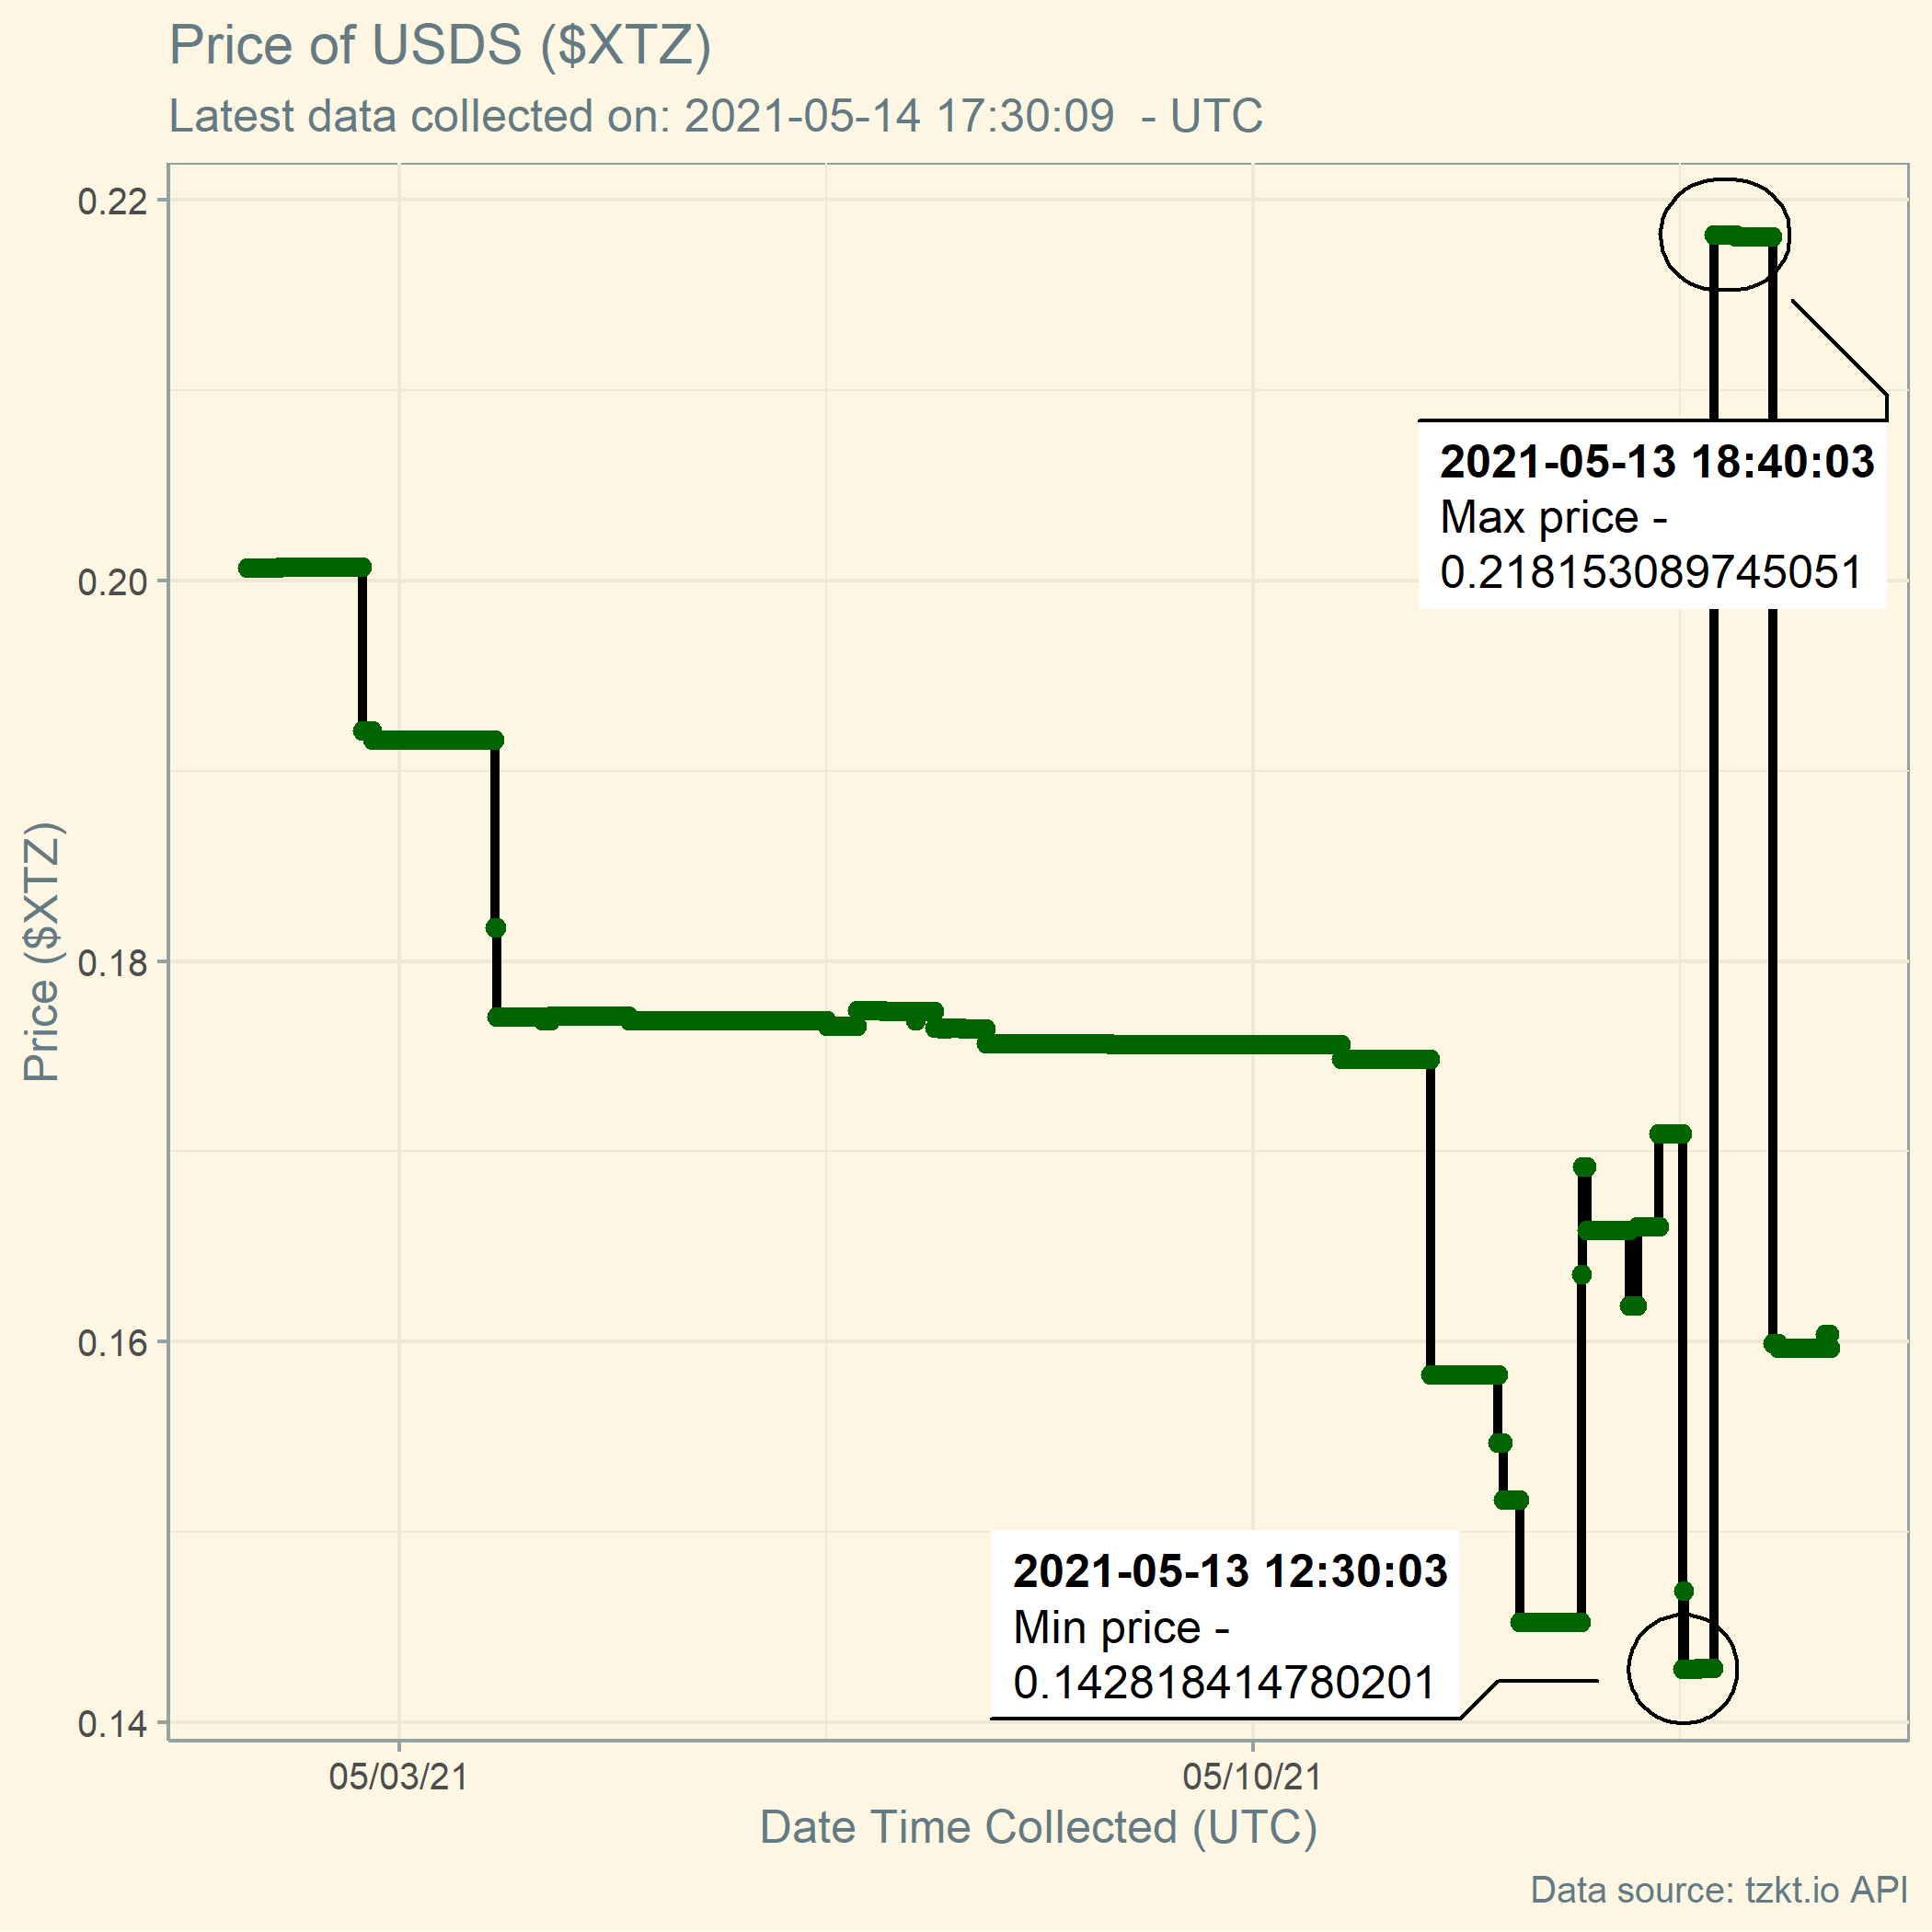 Price of USDS ($XTZ)
Latest data collected on: 2021-05-14 17:30:09  - UTC
Price ($XTZ)
0.22
0.20
0.18
0.16
0.14
2021-05-13 18:40:03
Max price -
0.218153089745051
2021-05-13 12:30:03
Min price -
0.142818414780201
05/03/21
05/10/21
Date Time Collected (UTC)
Data source: tzkt.io API